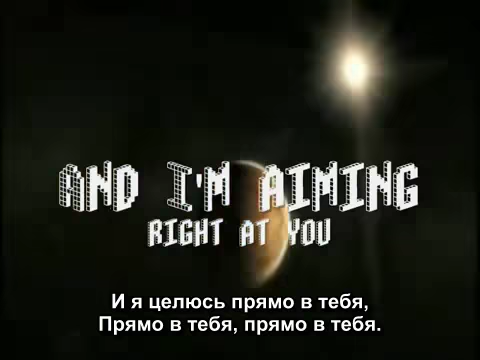 AND I'M AIMING
RIGHT AT YOU
И я целюсь прямо в тебя,
Прямо в тебя, прямо в тебя.